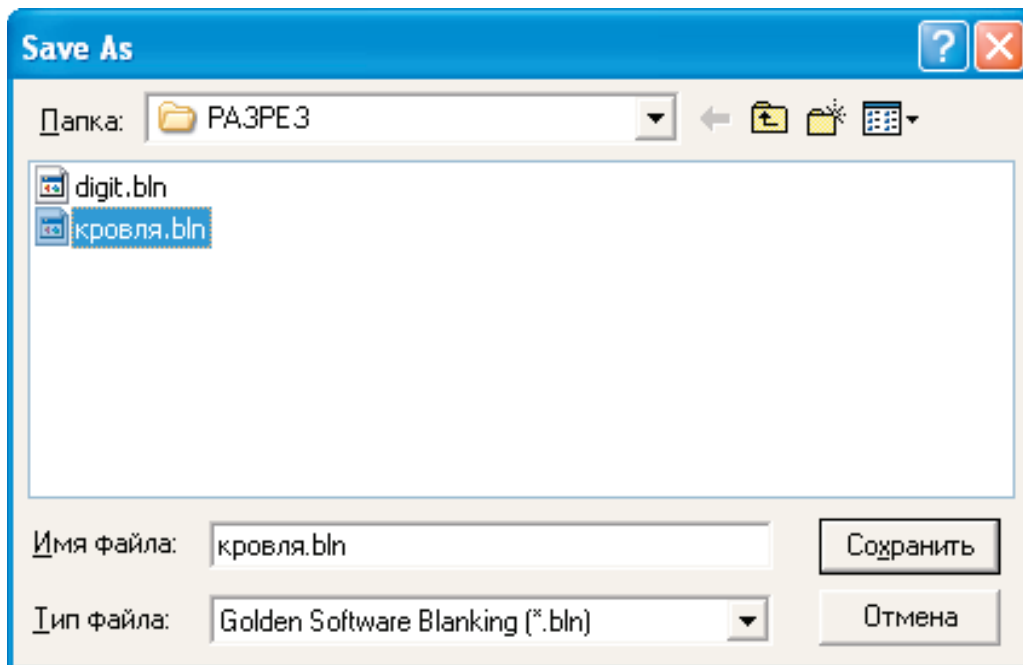 Save As
Папка: РАЗРЕЗ
digit.bln
кровля.bln
Имя файла: кровля.bln Сохранить
Тип файла: Golden Software Blanking (*.bln) Отмена